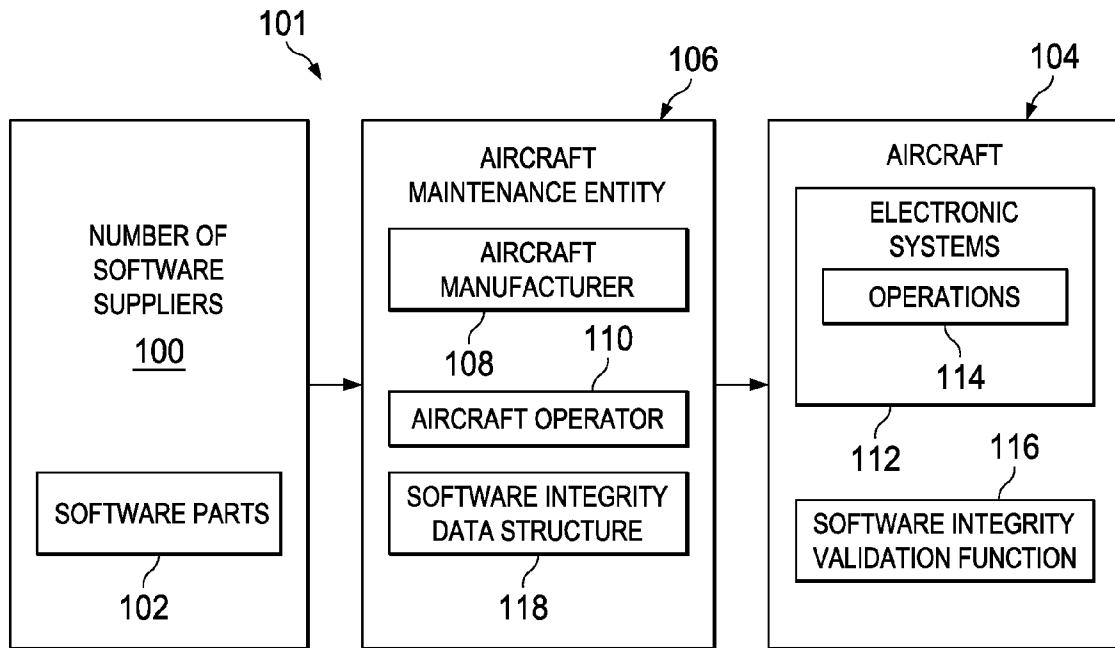 101
NUMBER OF
SOFTWARE
SUPPLIERS
100
SOFTWARE PARTS
102
106
AIRCRAFT
MAINTENANCE ENTITY
AIRCRAFT
MANUFACTURER
108
110
AIRCRAFT OPERATOR
SOFTWARE INTEGRITY
DATA STRUCTURE
118
104
AIRCRAFT
ELECTRONIC
SYSTEMS
OPERATIONS
114
112
116
SOFTWARE INTEGRITY
VALIDATION FUNCTION